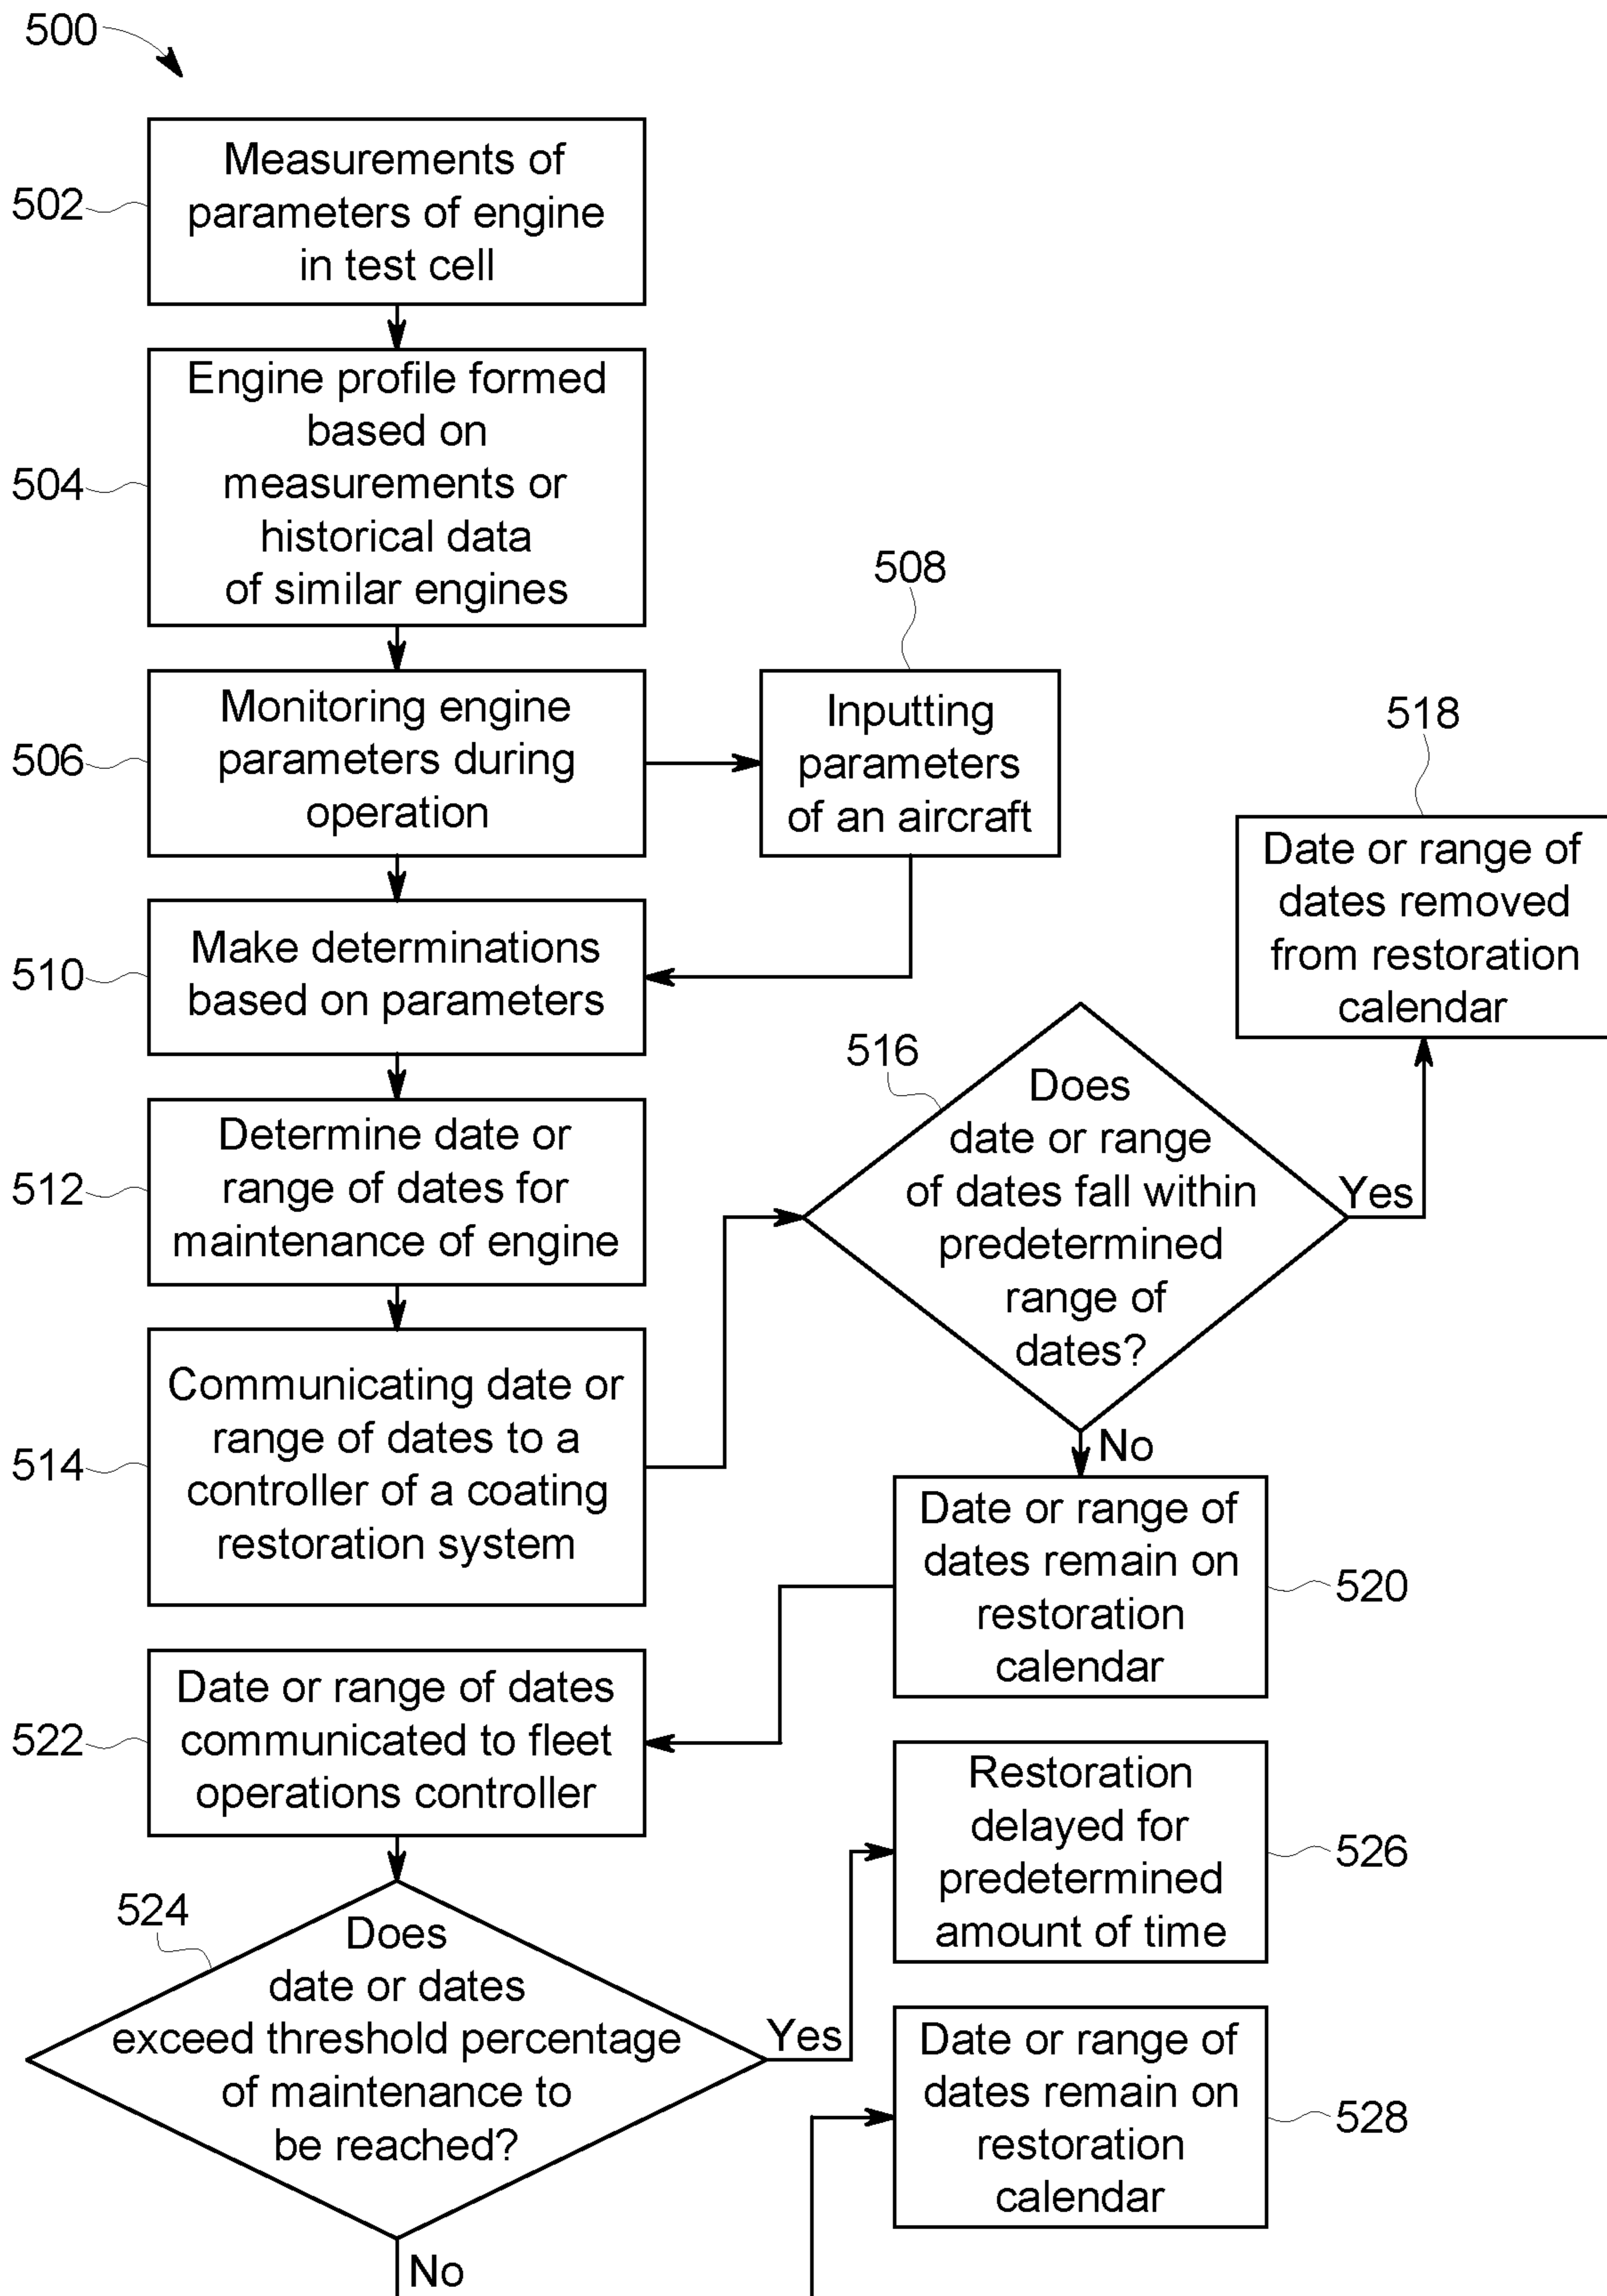 500
502
Measurements of
parameters of engine
in test cell
504
Engine profile formed
based on
measurements or
historical data
of similar engines
506
Monitoring engine
parameters during
operation
508
Inputting
parameters
of an aircraft
510
Make determinations
based on parameters
512
Determine date or
range of dates for
maintenance of engine
514
Communicating date or
range of dates to a
controller of a coating
restoration system
516
Does
date or range
of dates fall within
predetermined
range of
dates?
Yes
518
Date or range of
dates removed
from restoration
calendar
No
Date or range of
dates remain on
restoration
calendar
520
522
Date or range of dates
communicated to fleet
operations controller
524
Does
date or dates
exceed threshold percentage
of maintenance to
be reached?
Yes
Restoration
delayed for
predetermined
amount of time
526
No
Date or range of
dates remain on
restoration
calendar
528